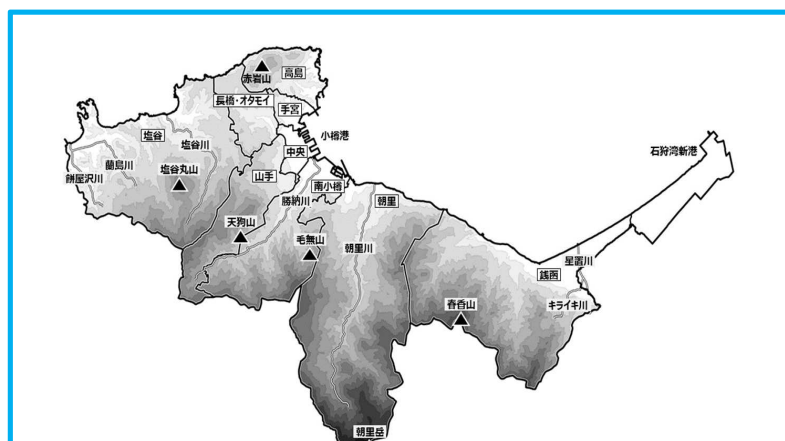 赤岩山
高島
長橋・オタモイ
手宮
小樽港
塩谷
塩谷川
中央
石狩湾新港
蘭島川
餅屋沢川
塩谷丸山
山手
南小樽
勝納川
朝里
天狗山
毛無山
朝里川
星置川
銭函
春香山
キライキ川
朝里岳